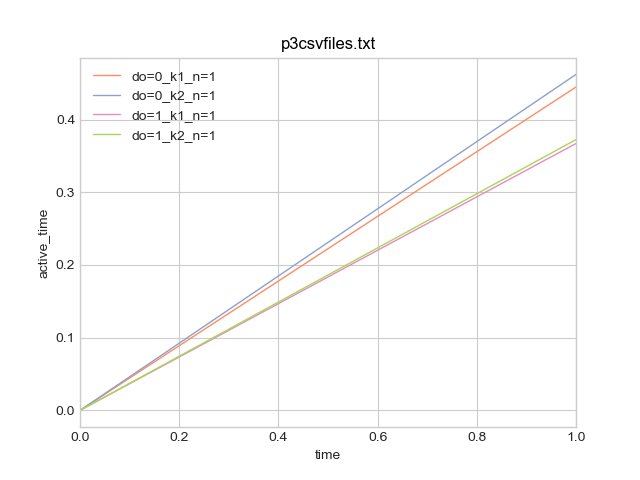 p3csvfiles.txt
do=0_k1_n=1
do=0_k2_n=1
do=1_k1_n=1
do=1_k2_n=1
active_time
0.4
0.3
0.2
0.1
0.0
0.0 0.2 0.4 0.6 0.8 1.0
time